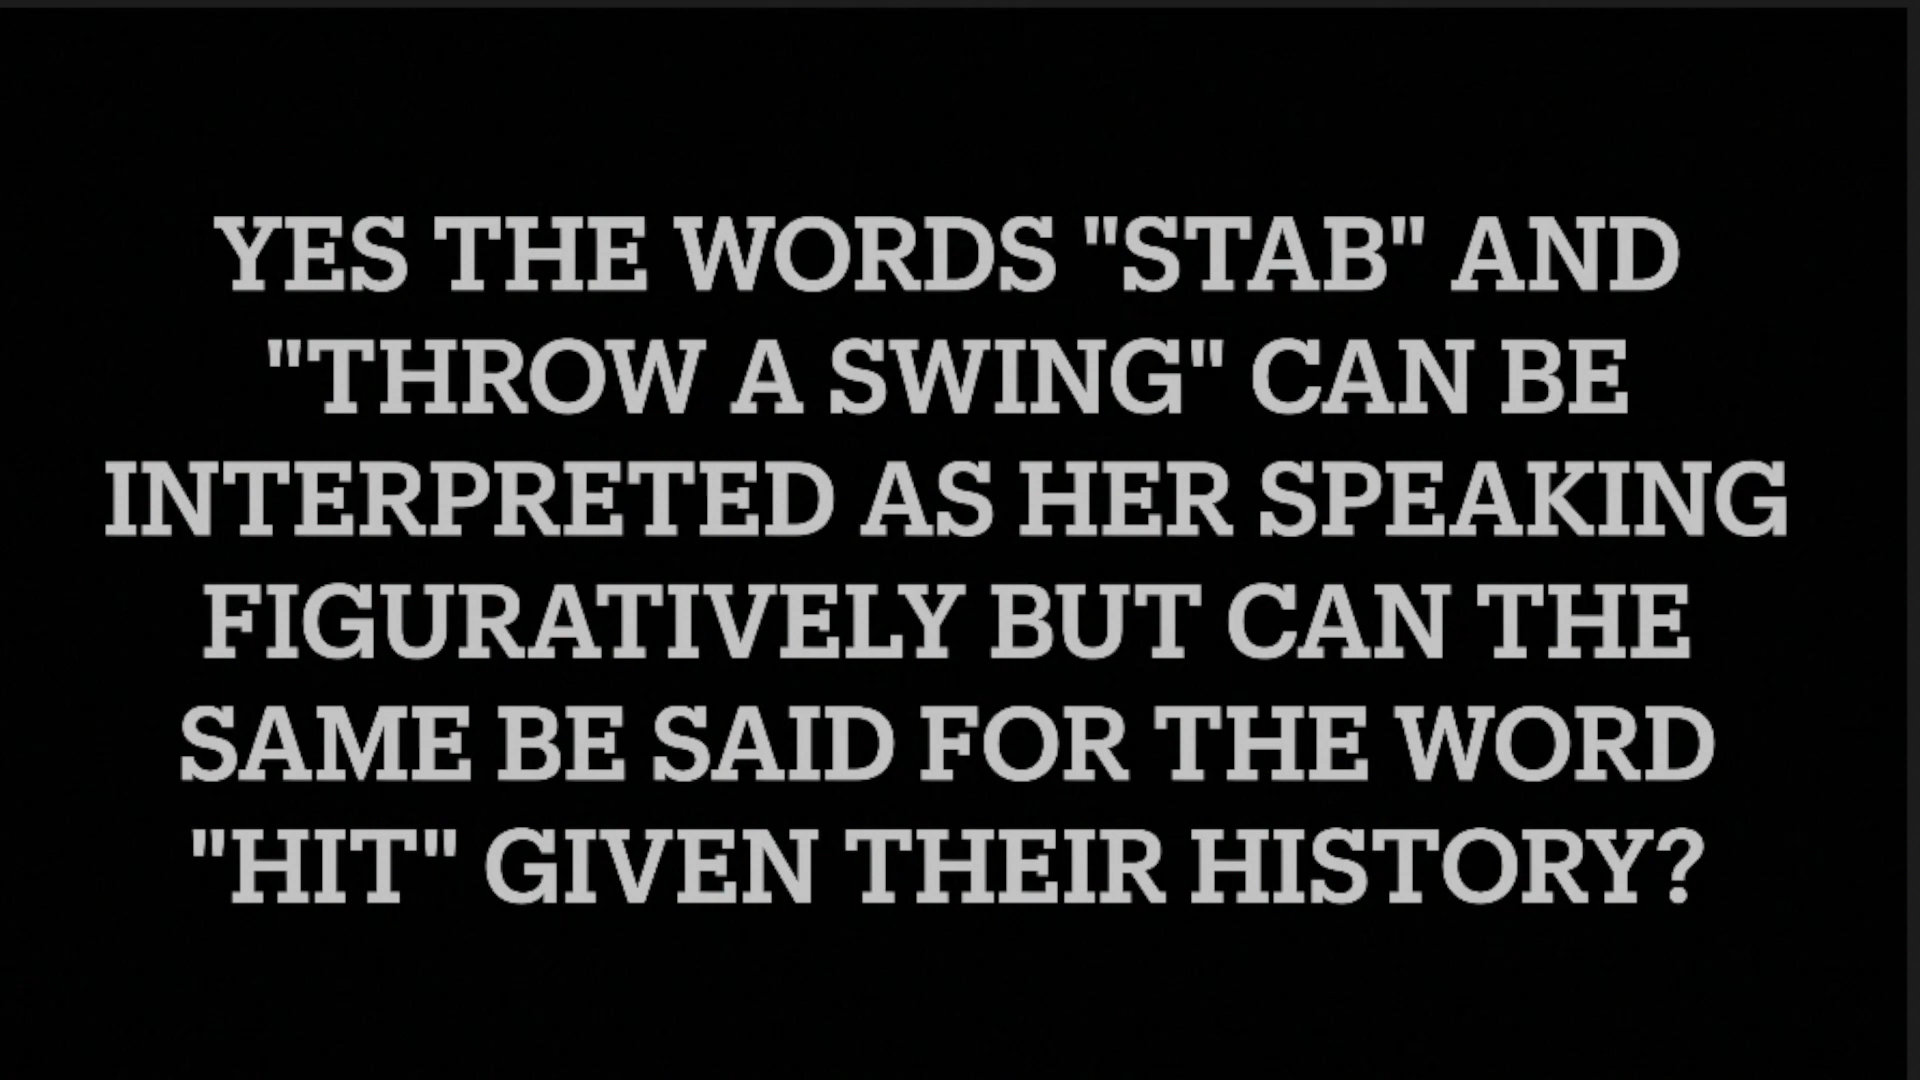 YES THE WORDS "STAB" AND
"THROW A SWING" CAN BE
INTERPRETED AS HER SPEAKING
FIGURATIVELY BUT CAN THE
SAME BE SAID FOR THE WORD
"HIT" GIVEN THEIR HISTORY?